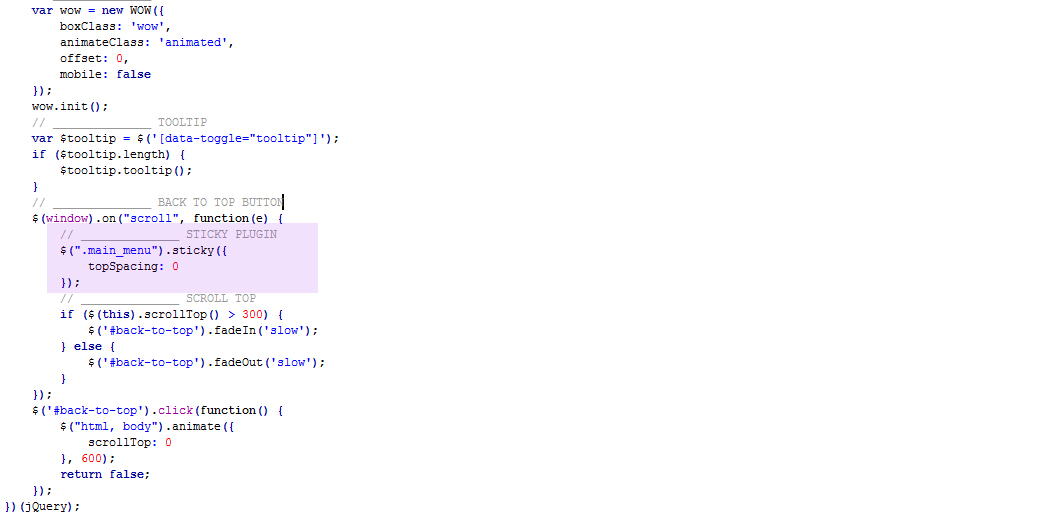 var wow = new WOW({
boxClass: 'wow',
animateClass: 'animated',
offset: 0,
mobile: false
});
wow.init();
// ______________ TOOLTIP
var $tooltip = $('[data-toggle="tooltip"]');
if ($tooltip.length) {
$tooltip.tooltip();
}
// ______________ BACK TO TOP BUTTON
$(window).on("scroll", function(e) {
// ______________ STICKY PLUGIN
$(".main_menu").sticky({
topSpacing: 0
});
// ______________ SCROLL TOP
if ($(this).scrollTop() > 300) {
$('#back-to-top').fadeIn('slow');
} else {
$('#back-to-top').fadeOut('slow');
}
});
$('#back-to-top').click(function() {
$("html, body").animate({
scrollTop: 0
}, 600);
return false;
});
})(jQuery);